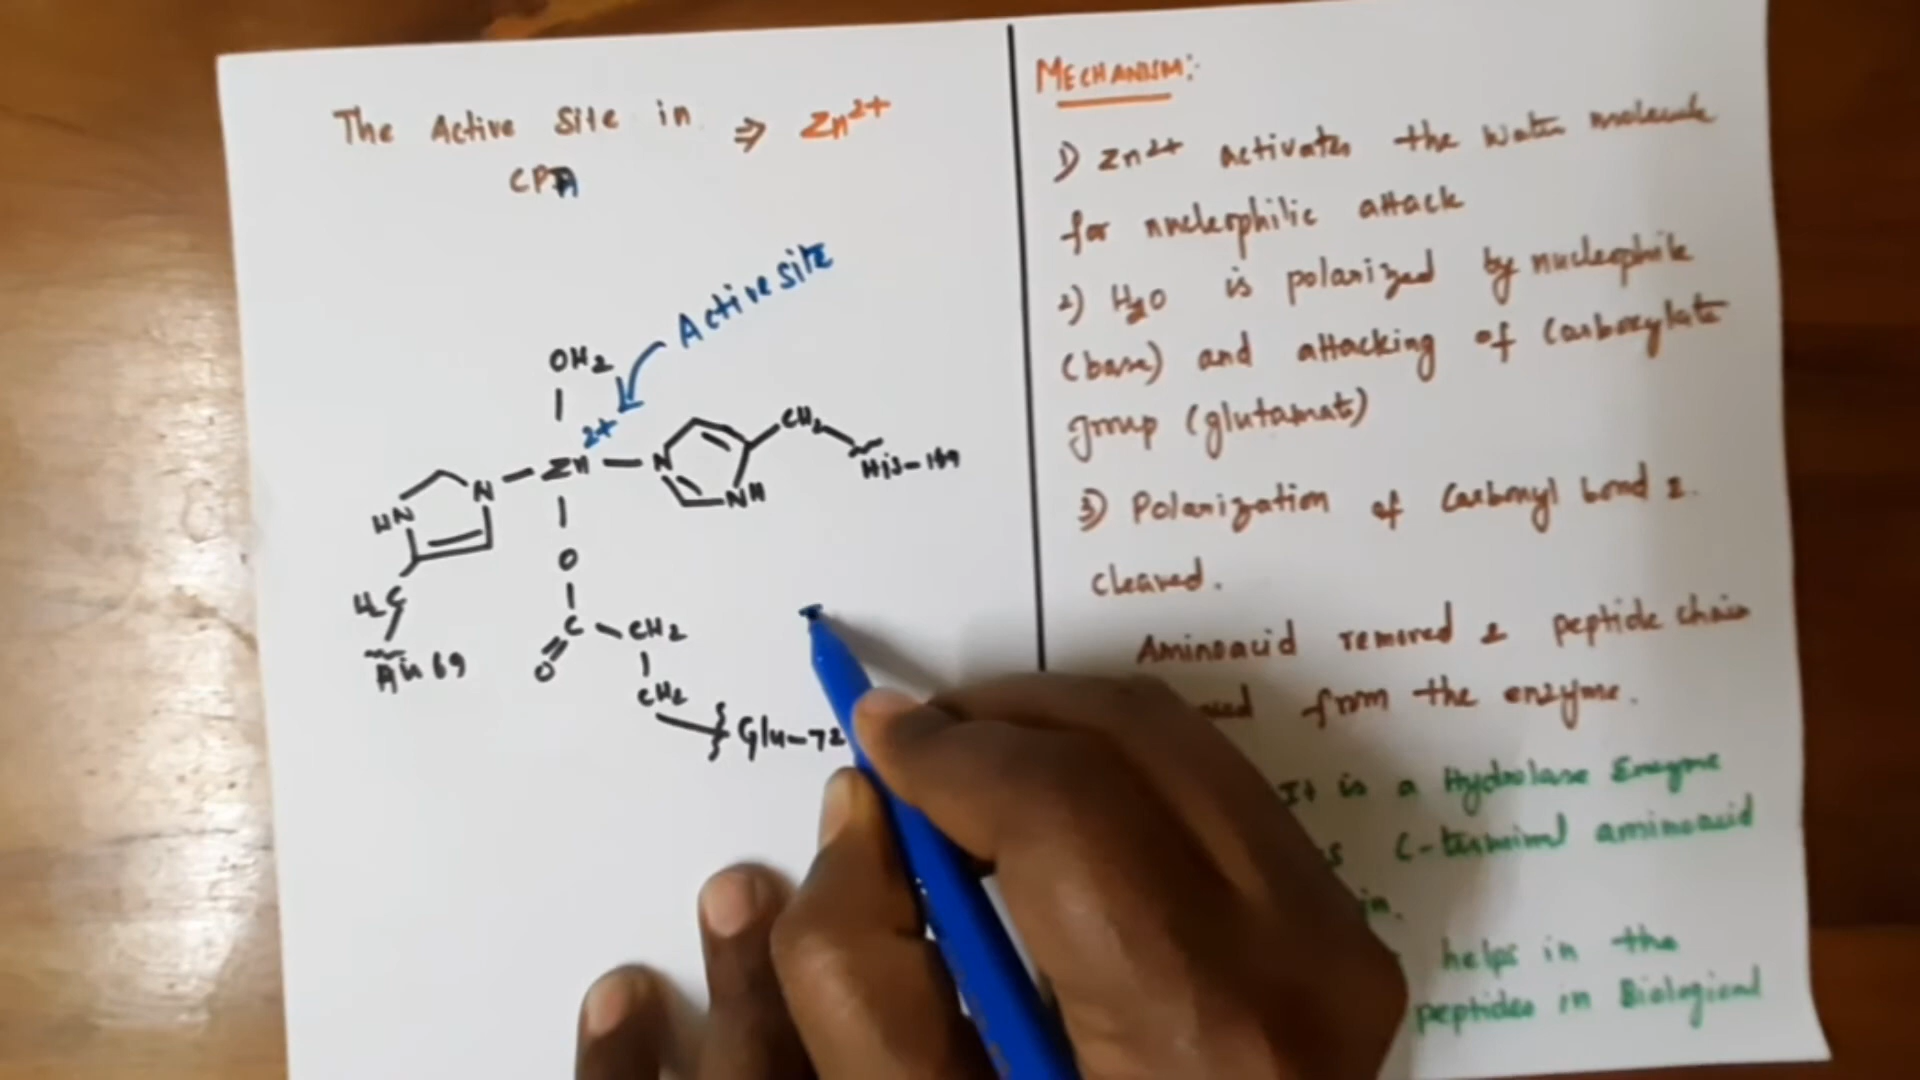 The Active Site in ⇒ Zn²⁺
CPA
Active site
OH₂
2+
Zn
N
CH₂
His-169
NH
N
HN
H₂C
69
O
C
CH₂
O
CH₂
Glu-72
MECHANISM:
1) Zn²⁺ activates the water molecule
for nucleophilic attack
2) H₂O is polarized by nucleophile
(base) and attacking of Carboxylate
group (glutamate)
3) Polarization of Carbonyl bond &
cleaved.
Aminoacid removed & peptide chain
from the enzyme.
It is a Hydrolase Enzyme
C-terminal aminoacid
in.
helps in the
peptides in Biological